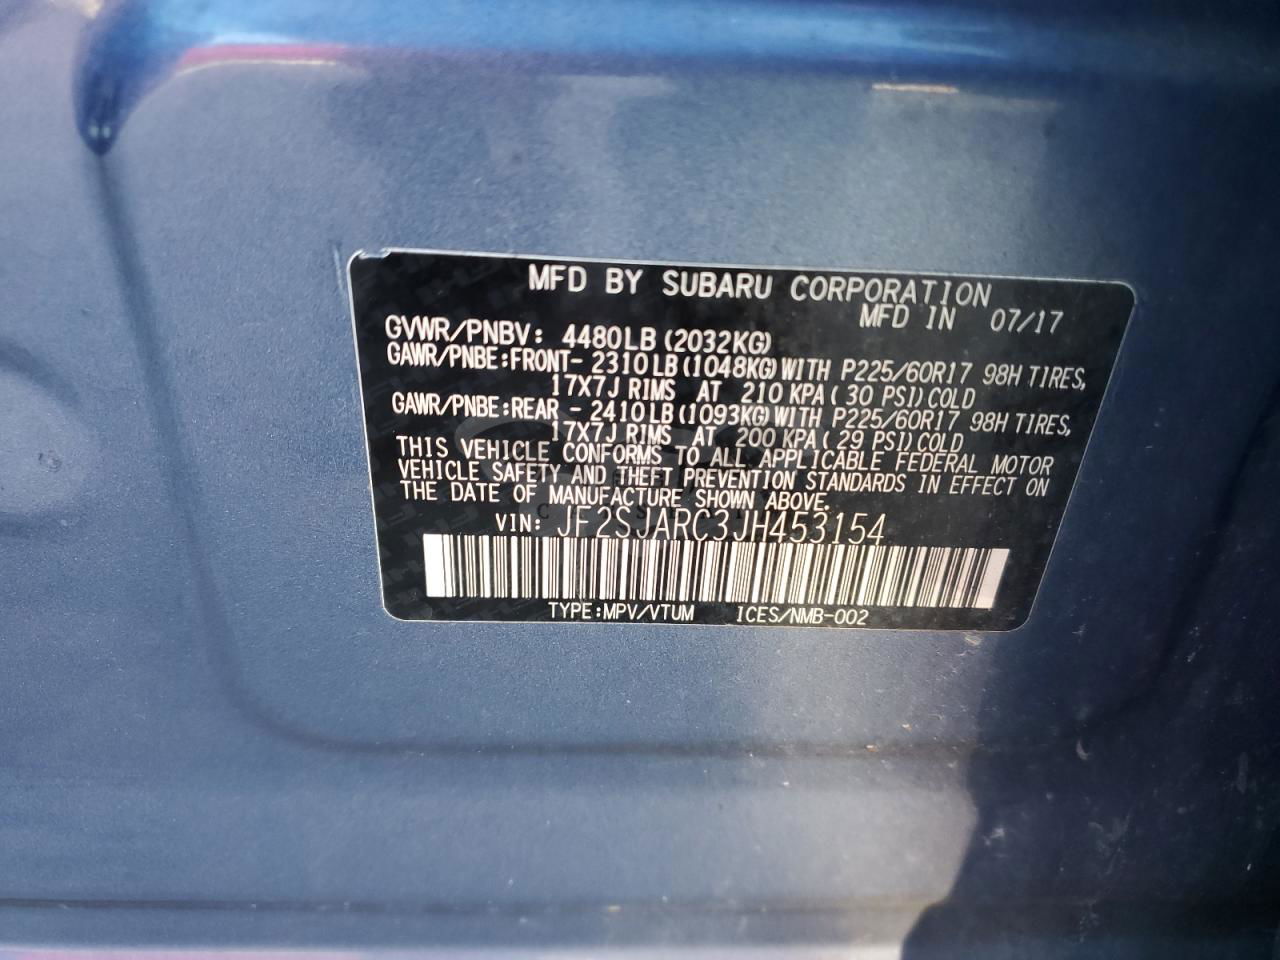 MFD BY SUBARU CORPORATION
MFD IN 07/17
GVWR/PNBV: 4480LB(2032KG)
GAWR/PNBE:FRONT- 2310LB(1048KG)WITH P225/60R17 98H TIRES,
17X7J RIMS AT 210 KPA( 30 PSI)COLD
GAWR/PNBE:REAR - 2410LB(1093KG)WITH P225/60R17 98H TIRES,
17X7J RIMS AT 200 KPA( 29 PSI)COLD
THIS VEHICLE CONFORMS TO ALL APPLICABLE FEDERAL MOTOR
VEHICLE SAFETY AND THEFT PREVENTION STANDARDS IN EFFECT ON
THE DATE OF MANUFACTURE SHOWN ABOVE.
VIN: JF2SJARC3JH453154
TYPE:MPV/VTUM ICES/NMB-002